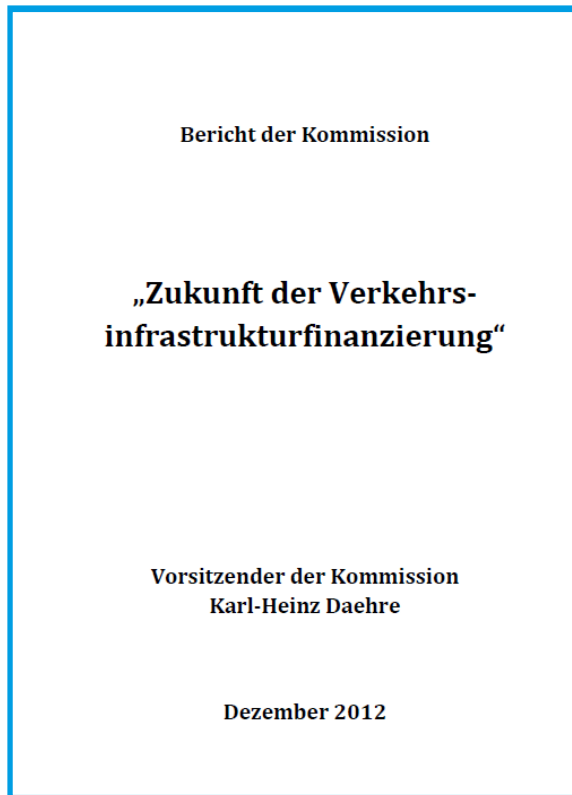 Bericht der Kommission
„Zukunft der Verkehrs-
infrastrukturfinanzierung“
Vorsitzender der Kommission
Karl-Heinz Daehre
Dezember 2012